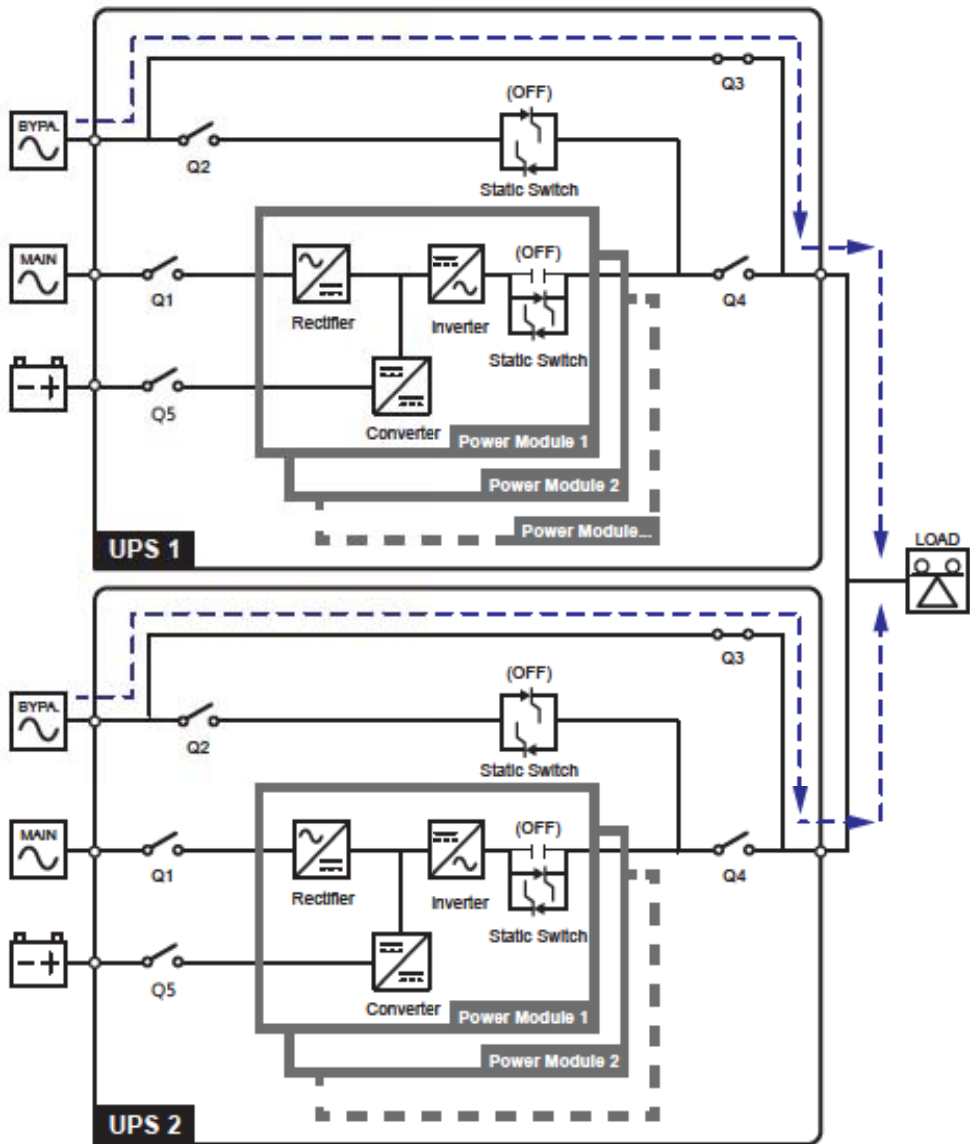 Q3
(OFF)
BYPA.
Q2
Static Switch
MAIN
(OFF)
Q1
Rectifier
Inverter
Q4
Static Switch
Q5
Converter
Power Module 1
Power Module 2
Power Module...
UPS 1
LOAD
Q3
(OFF)
BYPA.
Q2
Static Switch
MAIN
(OFF)
Q1
Rectifier
Inverter
Q4
Static Switch
Q5
Converter
Power Module 1
Power Module 2
UPS 2